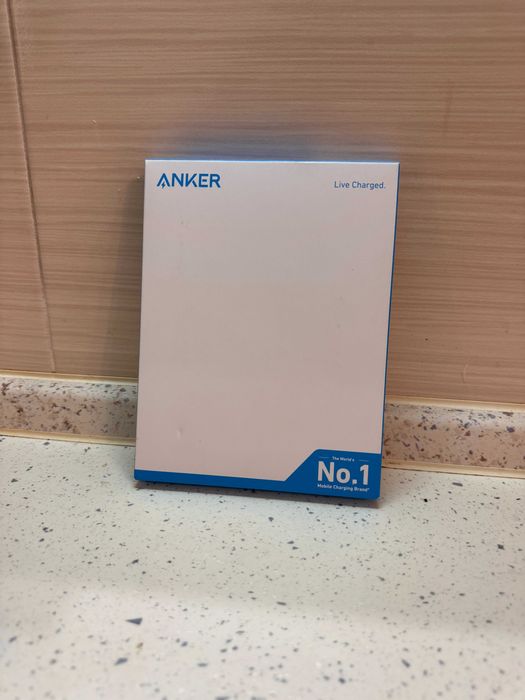 ANKER
Live Charged.
The World's
No.1
Mobile Charging Brand*